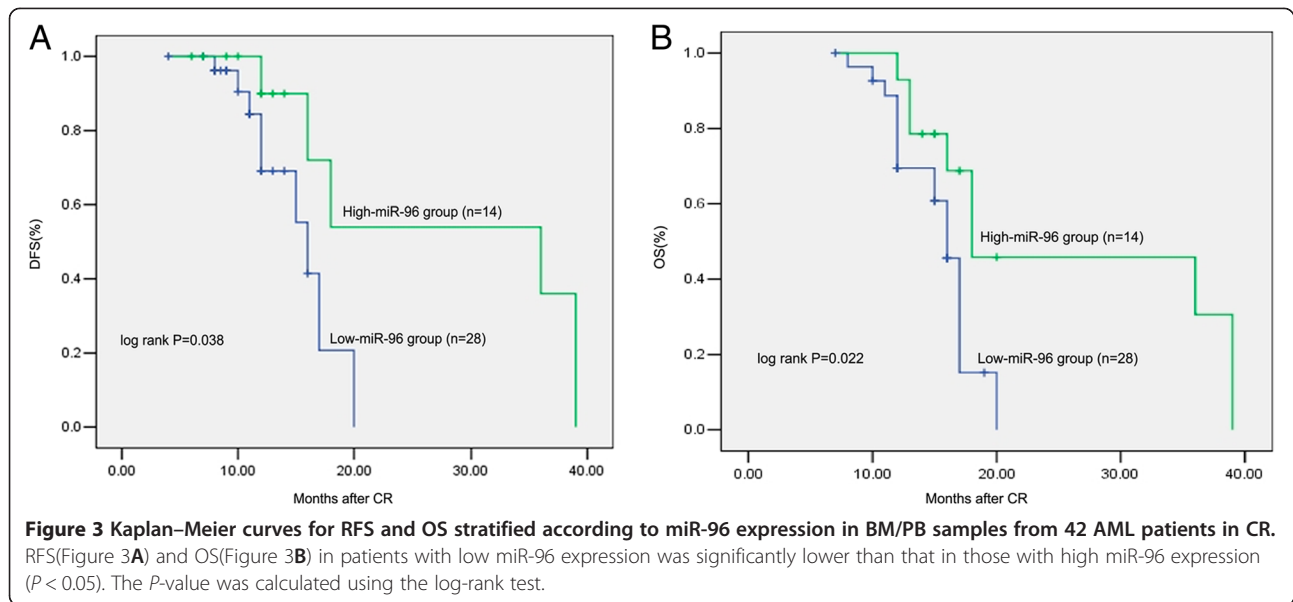 A
1.0
0.8
0.6
0.4
0.2
0.0
DFS(%)
High-miR-96 group (n=14)
Low-miR-96 group (n=28)
log rank P=0.038
0.00 10.00 20.00 30.00 40.00
Months after CR
B
1.0
0.8
0.6
0.4
0.2
0.0
OS(%)
High-miR-96 group (n=14)
Low-miR-96 group (n=28)
log rank P=0.022
0.00 10.00 20.00 30.00 40.00
Months after CR
Figure 3 Kaplan–Meier curves for RFS and OS stratified according to miR-96 expression in BM/PB samples from 42 AML patients in CR.
RFS(Figure 3A) and OS(Figure 3B) in patients with low miR-96 expression was significantly lower than that in those with high miR-96 expression
(P < 0.05). The P-value was calculated using the log-rank test.